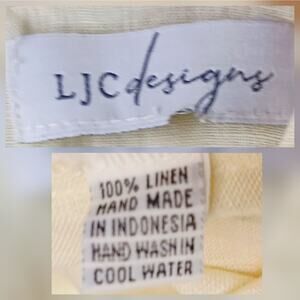 LJC designs
100% LINEN
HAND MADE
IN INDONESIA
HAND WASH IN
COOL WATER